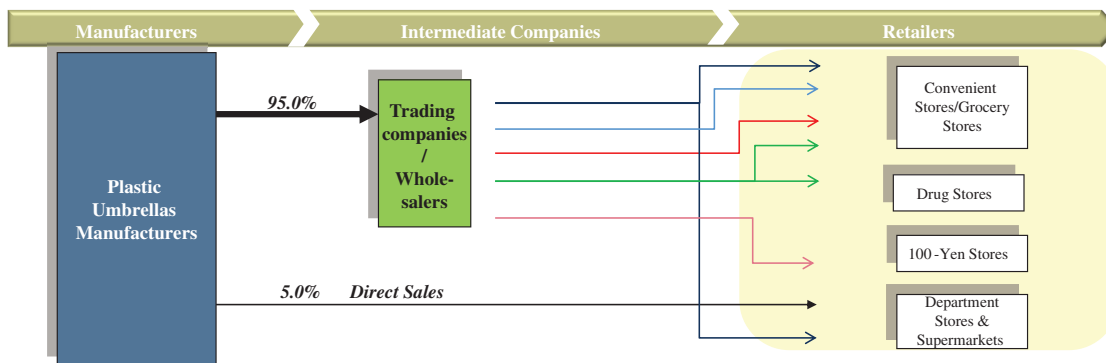 Manufacturers
Intermediate Companies
Retailers
Plastic
Umbrellas
Manufacturers
95.0%
Trading
companies
/
Whole-
salers
5.0% Direct Sales
Convenient
Stores/Grocery
Stores
Drug Stores
100-Yen Stores
Department
Stores &
Supermarkets